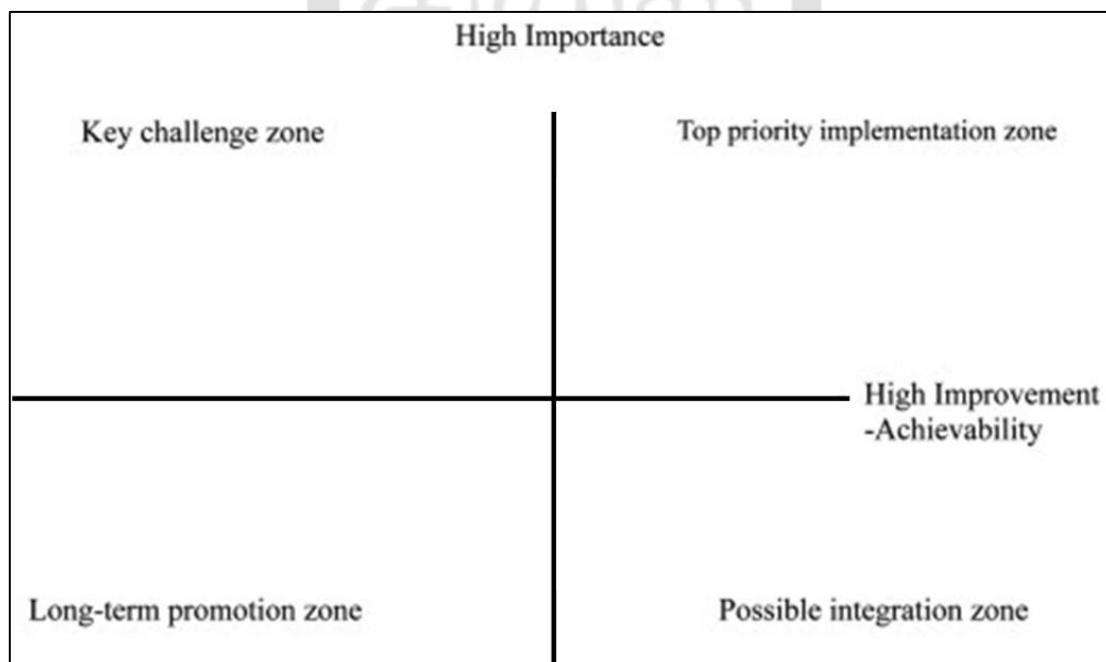 High Importance
Key challenge zone
Top priority implementation zone
High Improvement
-Achievability
Long-term promotion zone
Possible integration zone